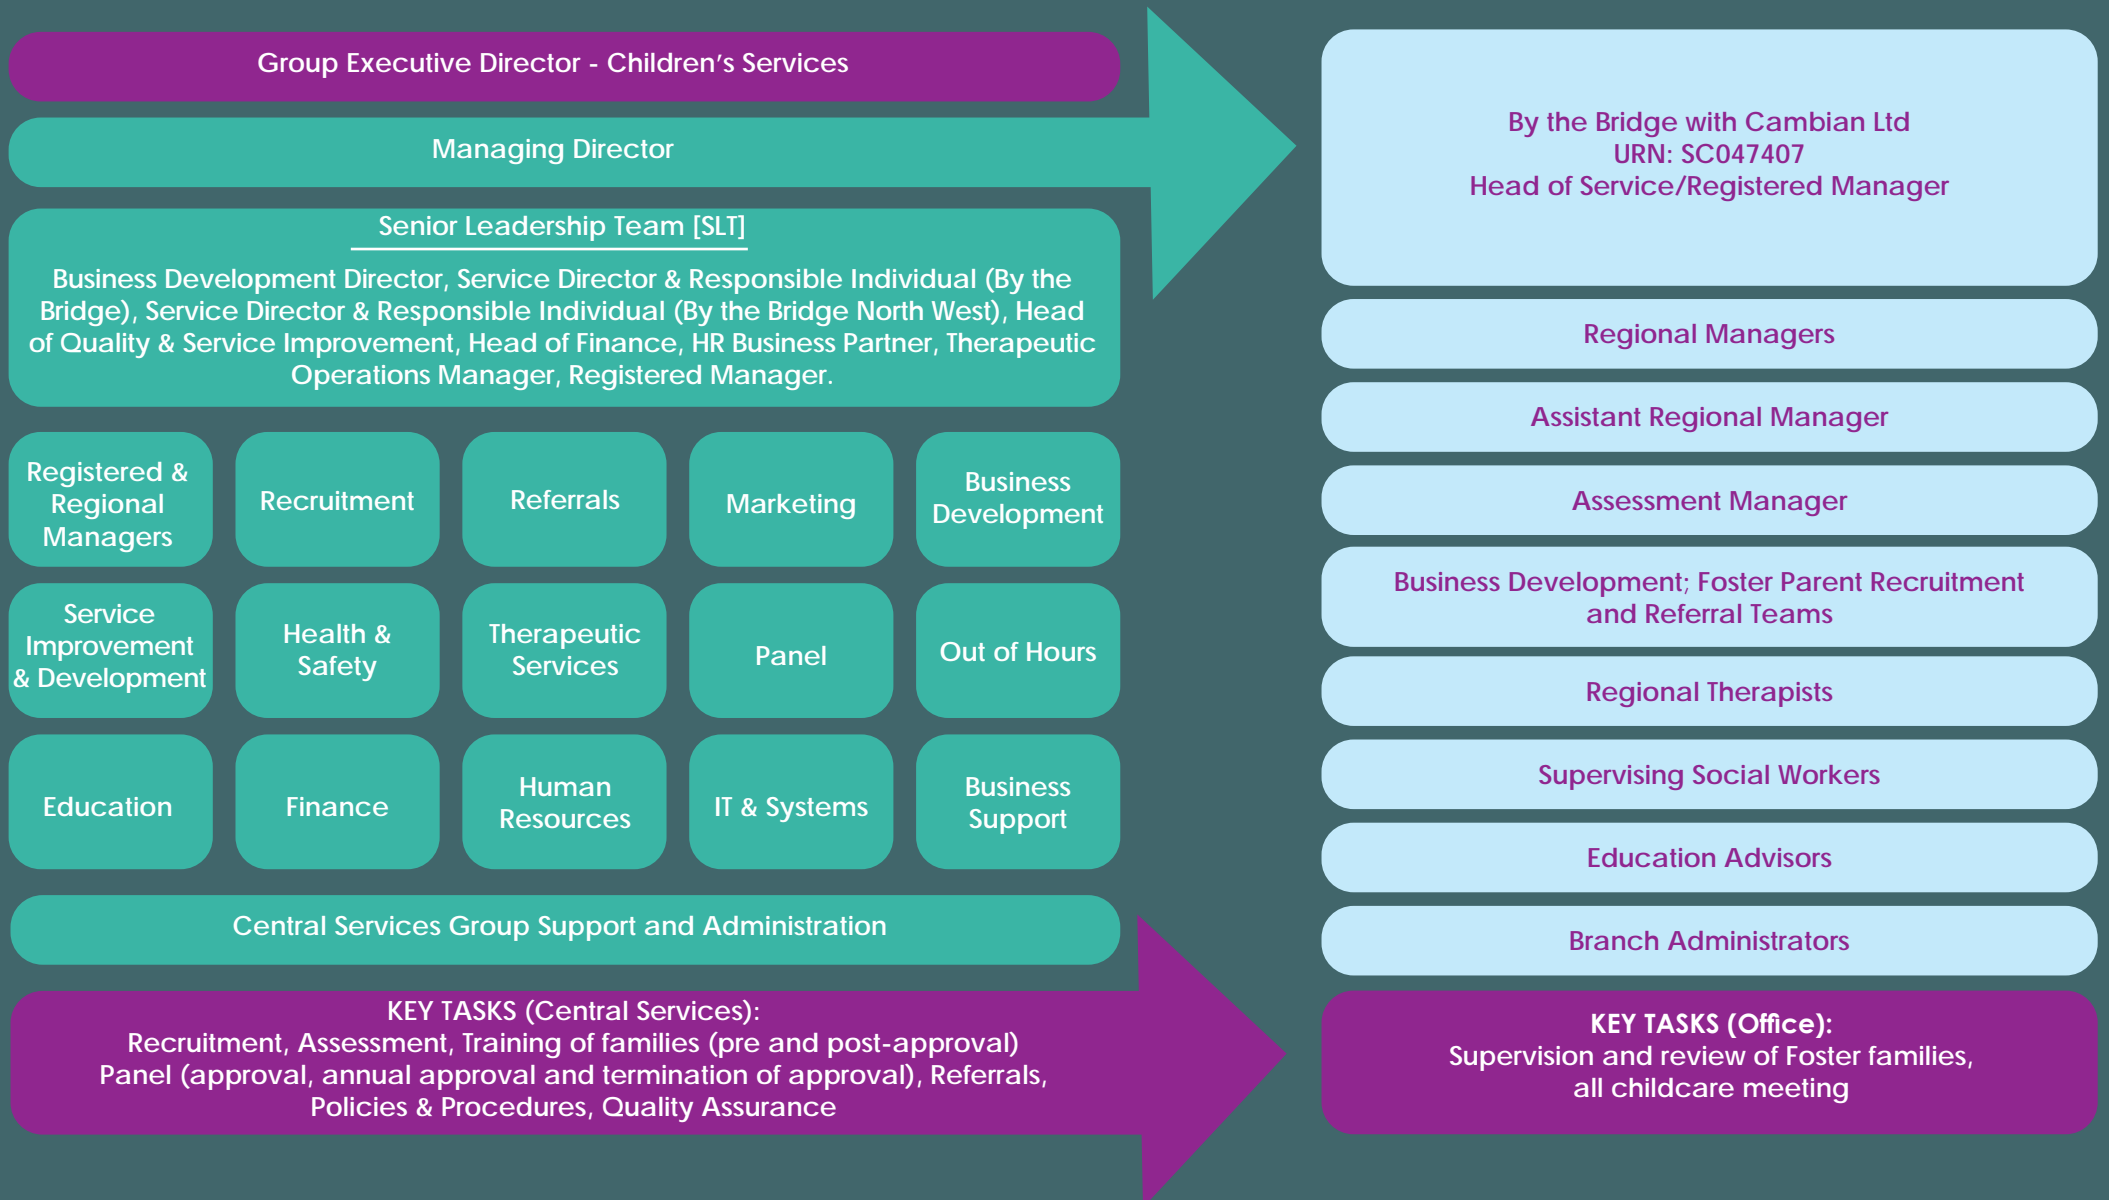 Group Executive Director - Children's Services
Managing Director
Senior Leadership Team [SLT]
Business Development Director, Service Director & Responsible Individual (By the
Bridge), Service Director & Responsible Individual (By the Bridge North West), Head
of Quality & Service Improvement, Head of Finance, HR Business Partner, Therapeutic
Operations Manager, Registered Manager.
Registered &
Regional
Managers
Recruitment
Referrals
Marketing
Business
Development
Service
Improvement
& Development
Health &
Safety
Therapeutic
Services
Panel
Out of Hours
Education
Finance
Human
Resources
IT & Systems
Business
Support
Central Services Group Support and Administration
KEY TASKS (Central Services):
Recruitment, Assessment, Training of families (pre and post-approval)
Panel (approval, annual approval and termination of approval), Referrals,
Policies & Procedures, Quality Assurance
By the Bridge with Cambian Ltd
URN: SC047407
Head of Service/Registered Manager
Regional Managers
Assistant Regional Manager
Assessment Manager
Business Development; Foster Parent Recruitment
and Referral Teams
Regional Therapists
Supervising Social Workers
Education Advisors
Branch Administrators
KEY TASKS (Office):
Supervision and review of Foster families,
all childcare meeting